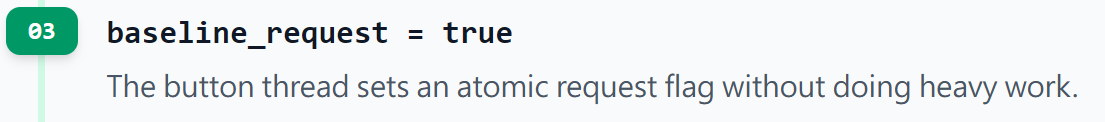 03
baseline_request = true
The button thread sets an atomic request flag without doing heavy work.